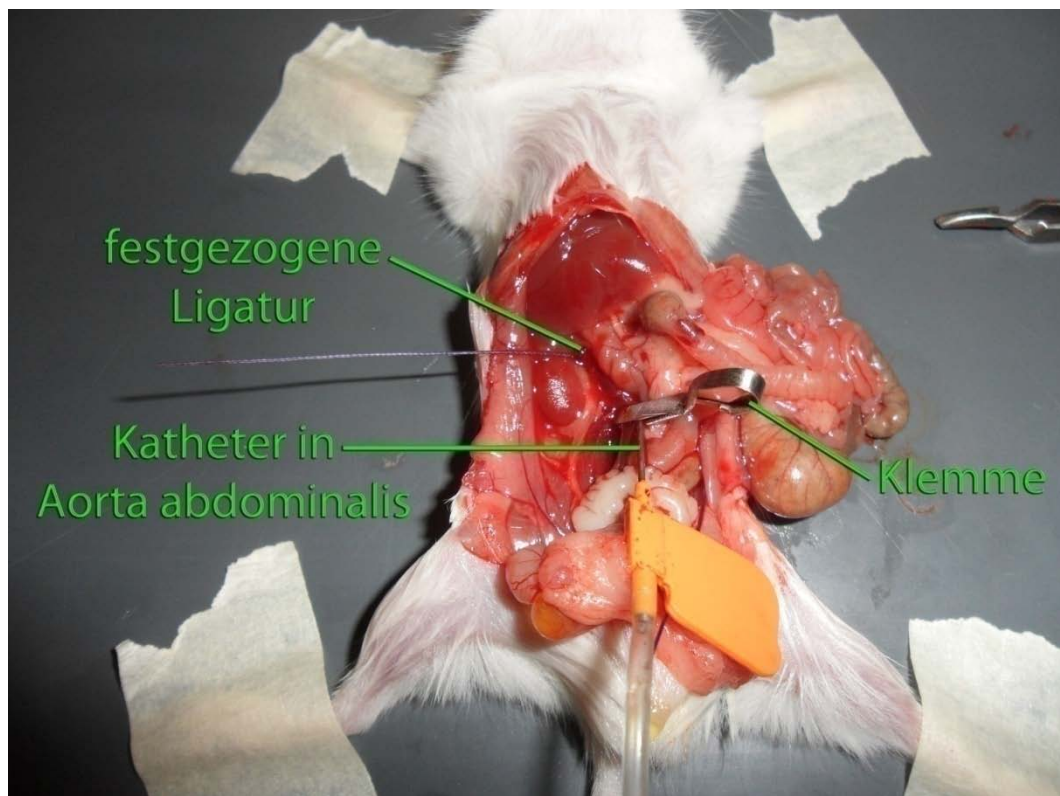 festgezogene
Ligatur
Katheter in
Aorta abdominalis
Klemme